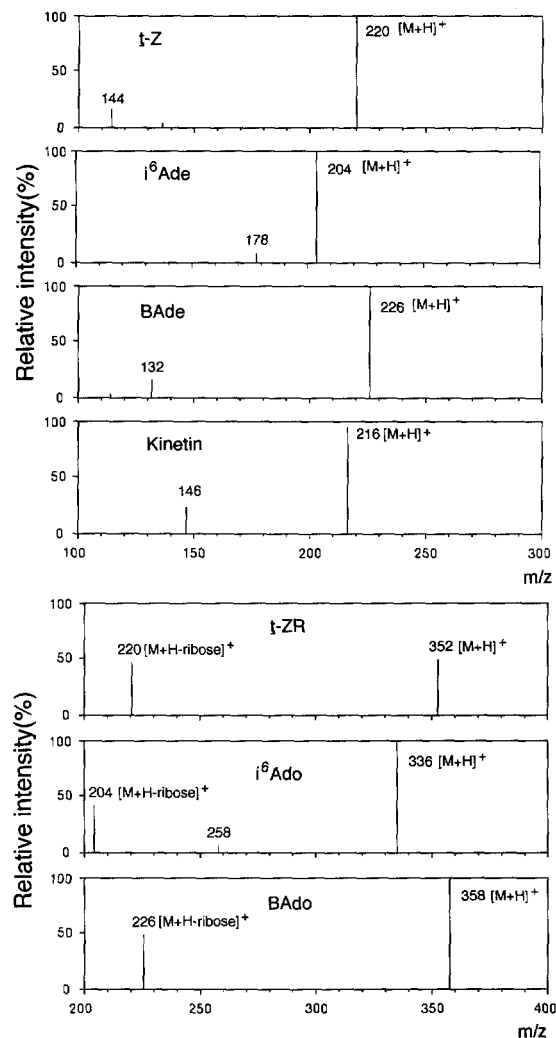 100
50
0
t-Z
144
220 [M+H]+
100
50
0
i6Ade
178
204 [M+H]+
100
50
0
BAde
132
226 [M+H]+
100
50
0
Kinetin
146
216 [M+H]+
100
150
200
250
300
m/z
Relative intensity(%)
100
50
0
t-ZR
220 [M+H-ribose]+
352 [M+H]+
100
50
0
i6Ado
204 [M+H-ribose]+
258
336 [M+H]+
100
50
0
BAdo
226 [M+H-ribose]+
358 [M+H]+
200
250
300
350
400
m/z
Relative intensity(%)